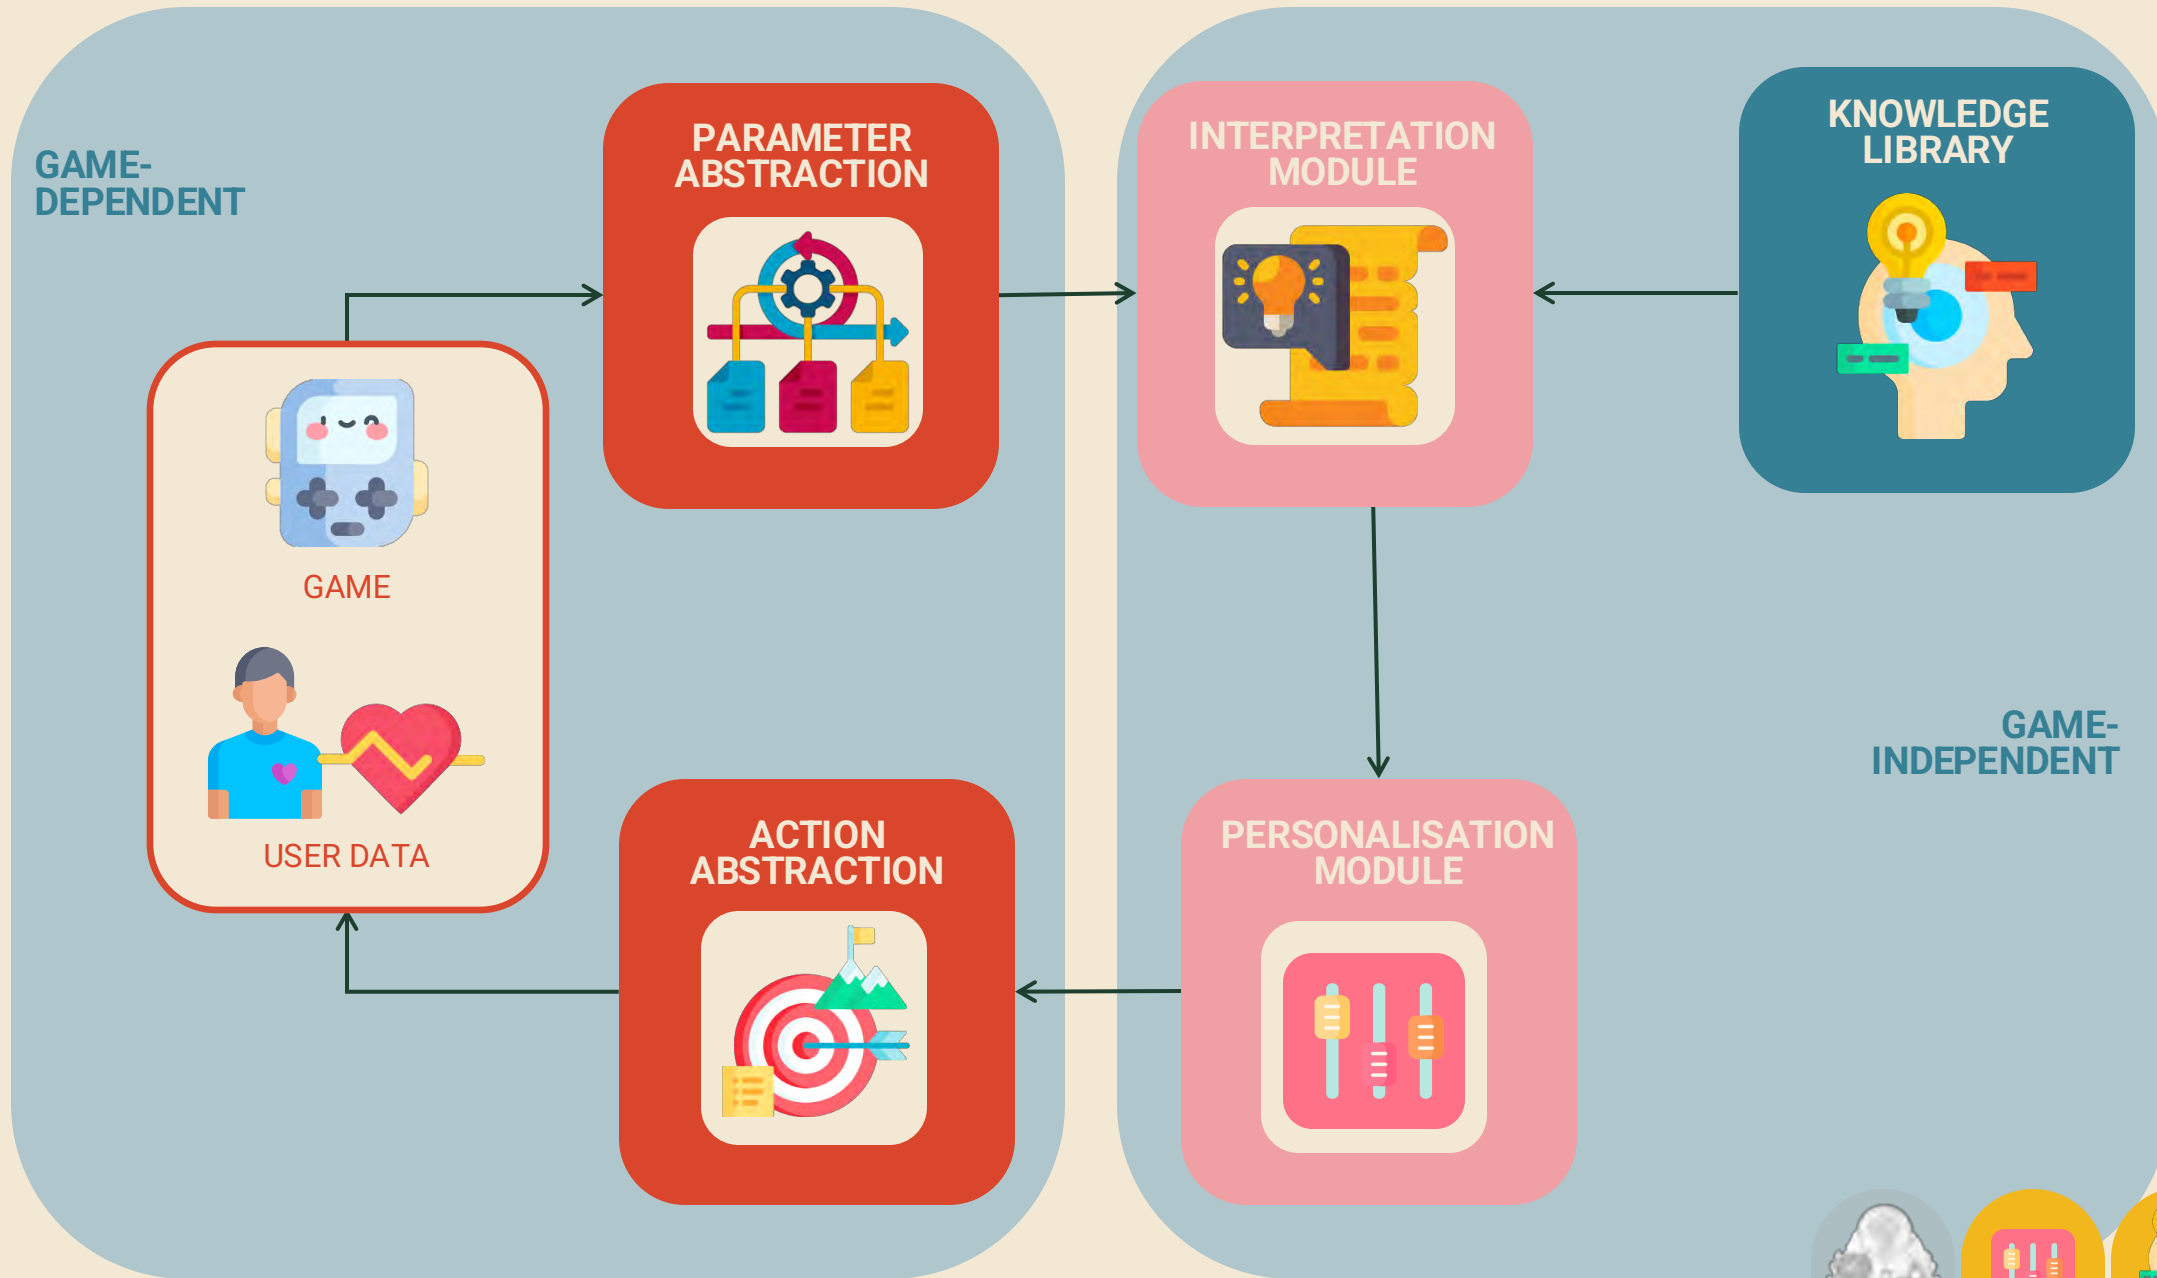 GAME-
DEPENDENT
PARAMETER
ABSTRACTION
INTERPRETATION
MODULE
KNOWLEDGE
LIBRARY
GAME
USER DATA
ACTION
ABSTRACTION
PERSONALISATION
MODULE
GAME-
INDEPENDENT